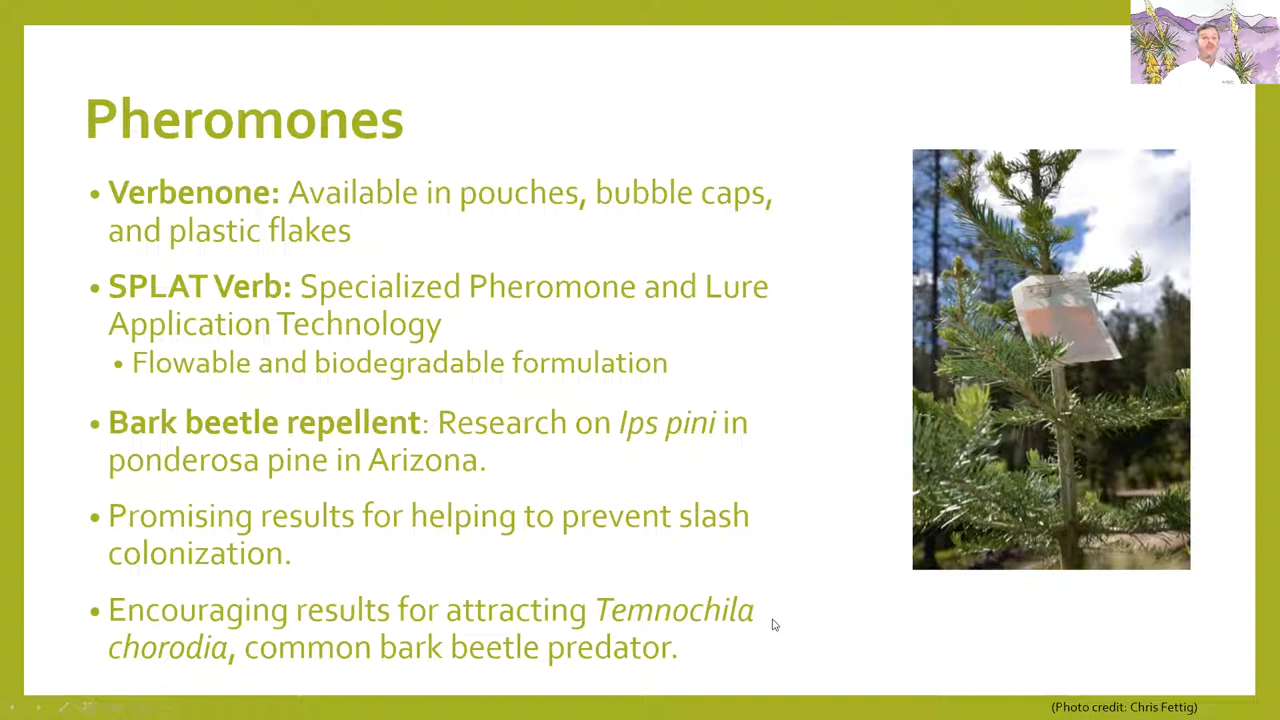 Pheromones
• Verbenone: Available in pouches, bubble caps,
and plastic flakes
• SPLAT Verb: Specialized Pheromone and Lure
Application Technology
• Flowable and biodegradable formulation
• Bark beetle repellent: Research on Ips pini in
ponderosa pine in Arizona.
• Promising results for helping to prevent slash
colonization.
• Encouraging results for attracting Temnochila
chorodia, common bark beetle predator.
(Photo credit: Chris Fettig)